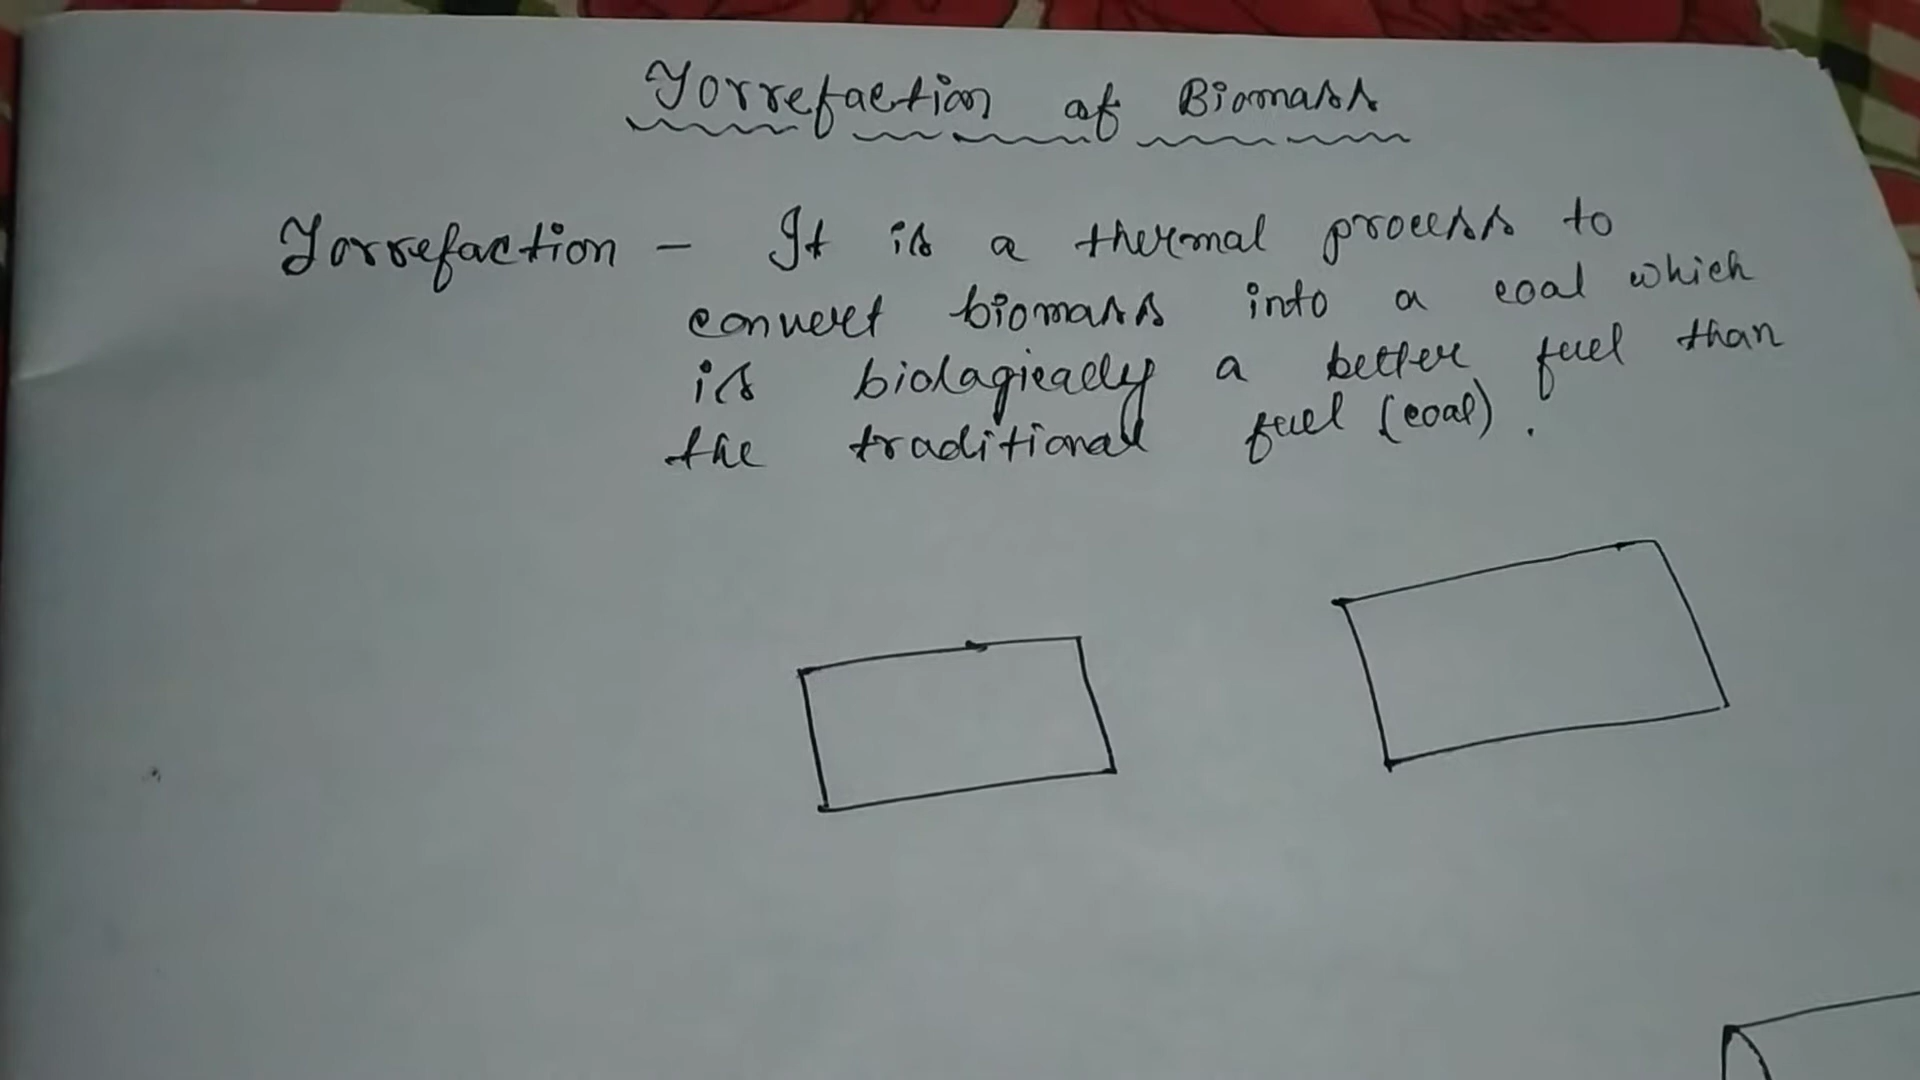 Torrefaction of Biomass
Torrefaction - It is a thermal process to
convert biomass into a coal which
is biologically a better fuel than
the traditional fuel (coal).